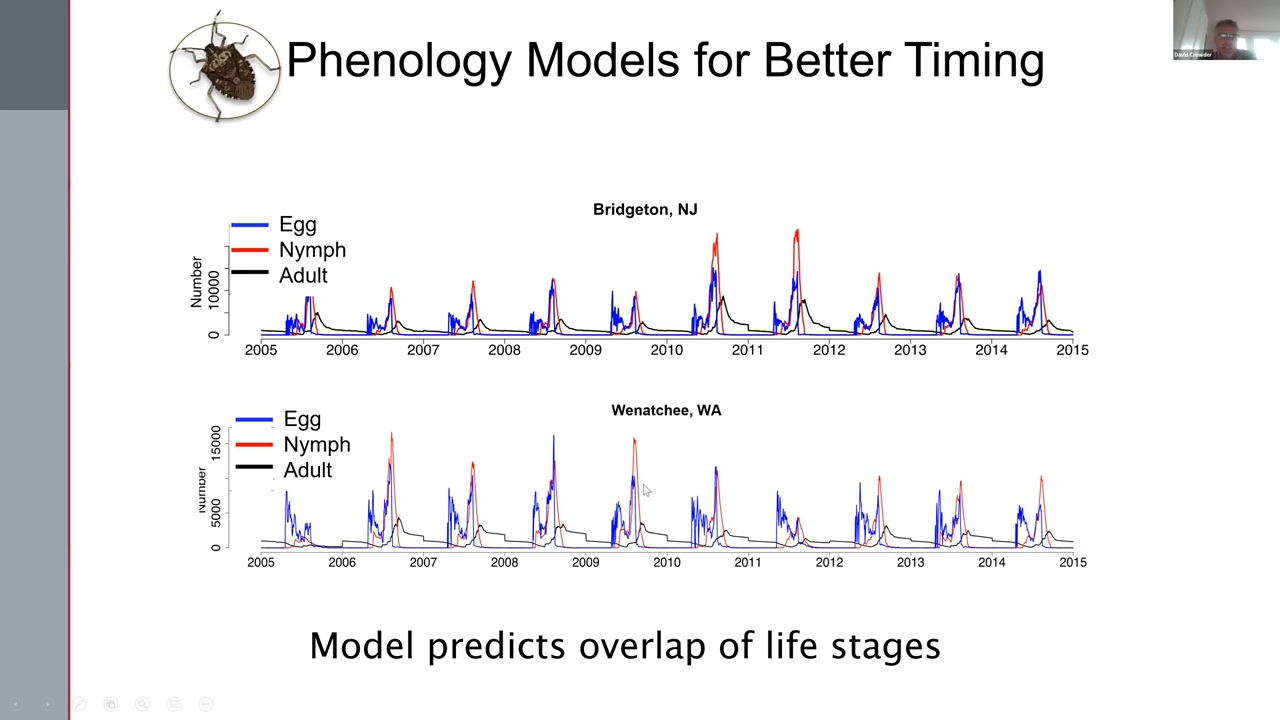 Phenology Models for Better Timing
David Crowder
Bridgeton, NJ
Egg
Nymph
Adult
Number
0
10000
2005 2006 2007 2008 2009 2010 2011 2012 2013 2014 2015
Wenatchee, WA
Egg
Nymph
Adult
Number
0
5000
15000
2005 2006 2007 2008 2009 2010 2011 2012 2013 2014 2015
Model predicts overlap of life stages